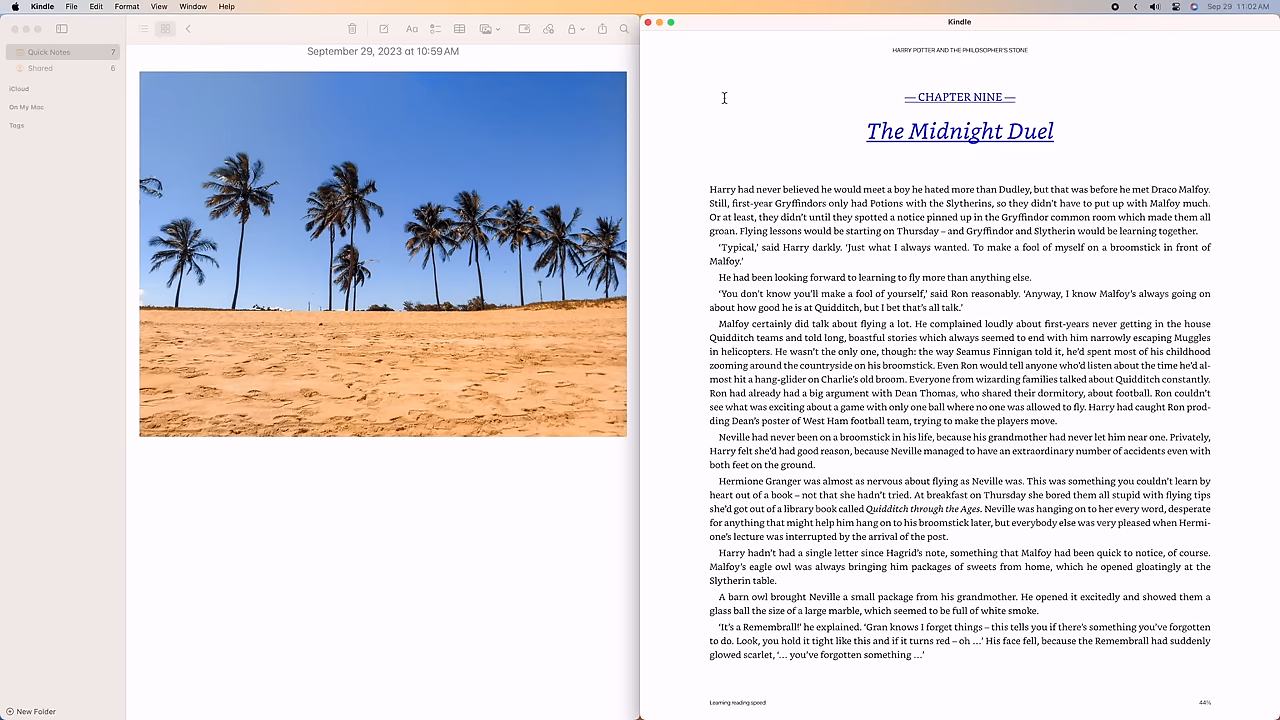 Kindle File Edit Format View Window Help
Sep 29 11:02 AM
Quick Notes 7
Shared 6
iCloud
On My Mac
Tags
New Folder
Aa
September 29, 2023 at 10:59 AM
Kindle
HARRY POTTER AND THE PHILOSOPHER'S STONE
— CHAPTER NINE —
The Midnight Duel
Harry had never believed he would meet a boy he hated more than Dudley, but that was before he met Draco Malfoy.
Still, first-year Gryffindors only had Potions with the Slytherins, so they didn't have to put up with Malfoy much.
Or at least, they didn't until they spotted a notice pinned up in the Gryffindor common room which made them all
groan. Flying lessons would be starting on Thursday – and Gryffindor and Slytherin would be learning together.
‘Typical,’ said Harry darkly. ‘Just what I always wanted. To make a fool of myself on a broomstick in front of
Malfoy.’
He had been looking forward to learning to fly more than anything else.
‘You don't know you'll make a fool of yourself,’ said Ron reasonably. ‘Anyway, I know Malfoy's always going on
about how good he is at Quidditch, but I bet that's all talk.’
Malfoy certainly did talk about flying a lot. He complained loudly about first-years never getting in the house
Quidditch teams and told long, boastful stories which always seemed to end with him narrowly escaping Muggles
in helicopters. He wasn't the only one, though: the way Seamus Finnigan told it, he'd spent most of his childhood
zooming around the countryside on his broomstick. Even Ron would tell anyone who'd listen about the time he'd al-
most hit a hang-glider on Charlie's old broom. Everyone from wizarding families talked about Quidditch constantly.
Ron had already had a big argument with Dean Thomas, who shared their dormitory, about football. Ron couldn't
see what was exciting about a game with only one ball where no one was allowed to fly. Harry had caught Ron prod-
ding Dean's poster of West Ham football team, trying to make the players move.
Neville had never been on a broomstick in his life, because his grandmother had never let him near one. Privately,
Harry felt she'd had good reason, because Neville managed to have an extraordinary number of accidents even with
both feet on the ground.
Hermione Granger was almost as nervous about flying as Neville was. This was something you couldn't learn by
heart out of a book – not that she hadn't tried. At breakfast on Thursday she bored them all stupid with flying tips
she'd got out of a library book called Quidditch through the Ages. Neville was hanging on to her every word, desperate
for anything that might help him hang on to his broomstick later, but everybody else was very pleased when Hermi-
one's lecture was interrupted by the arrival of the post.
Harry hadn't had a single letter since Hagrid's note, something that Malfoy had been quick to notice, of course.
Malfoy's eagle owl was always bringing him packages of sweets from home, which he opened gloatingly at the
Slytherin table.
A barn owl brought Neville a small package from his grandmother. He opened it excitedly and showed them a
glass ball the size of a large marble, which seemed to be full of white smoke.
‘It's a Remembrall!’ he explained. ‘Gran knows I forget things – this tells you if there's something you've forgotten
to do. Look, you hold it tight like this and if it turns red – oh …’ His face fell, because the Remembrall had suddenly
glowed scarlet, ‘… you've forgotten something …’
Learning reading speed
44%